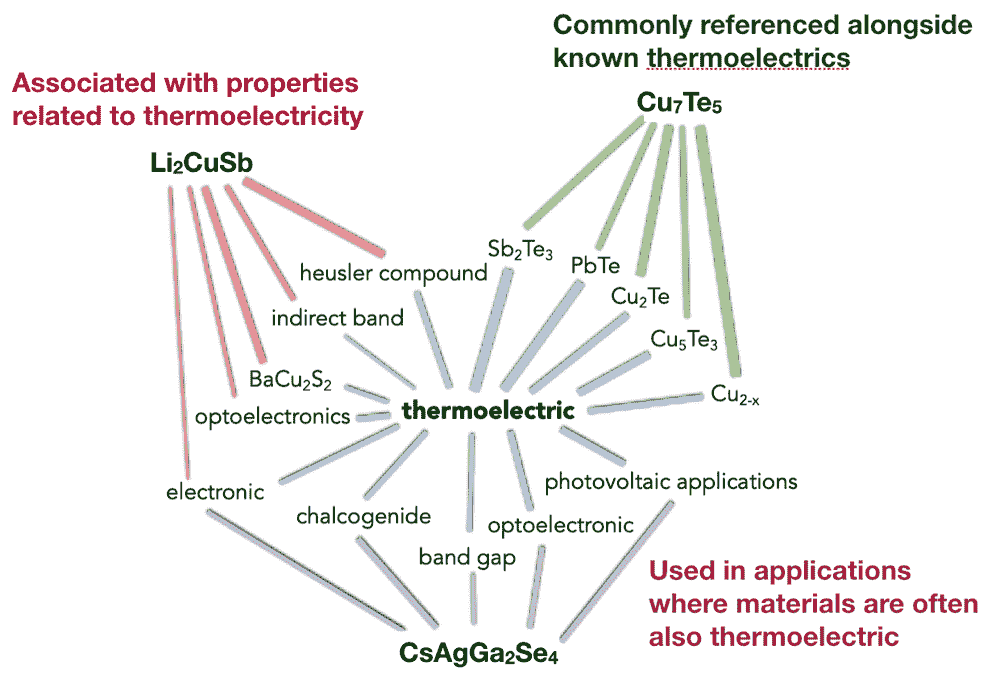 Commonly referenced alongside
known thermoelectrics
Associated with properties
related to thermoelectricity
Cu₇Te₅
Li₂CuSb
Sb₂Te₃
heusler compound
PbTe
Cu₂Te
indirect band
Cu₅Te₃
BaCu₂S₂
Cu₂₋ₓ
optoelectronics
thermoelectric
electronic
photovoltaic applications
chalcogenide
optoelectronic
band gap
Used in applications
where materials are often
also thermoelectric
CsAgGa₂Se₄